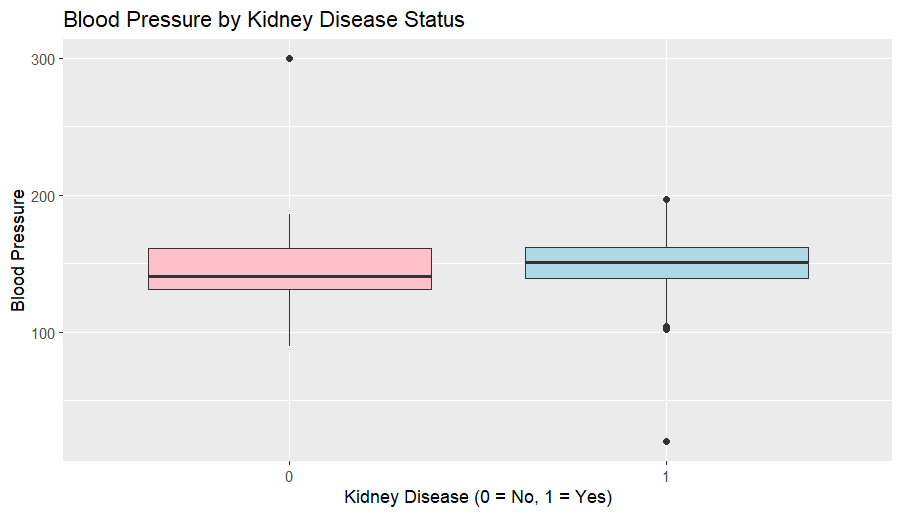 Blood Pressure by Kidney Disease Status
300
200
100
Blood Pressure
0
1
Kidney Disease (0 = No, 1 = Yes)